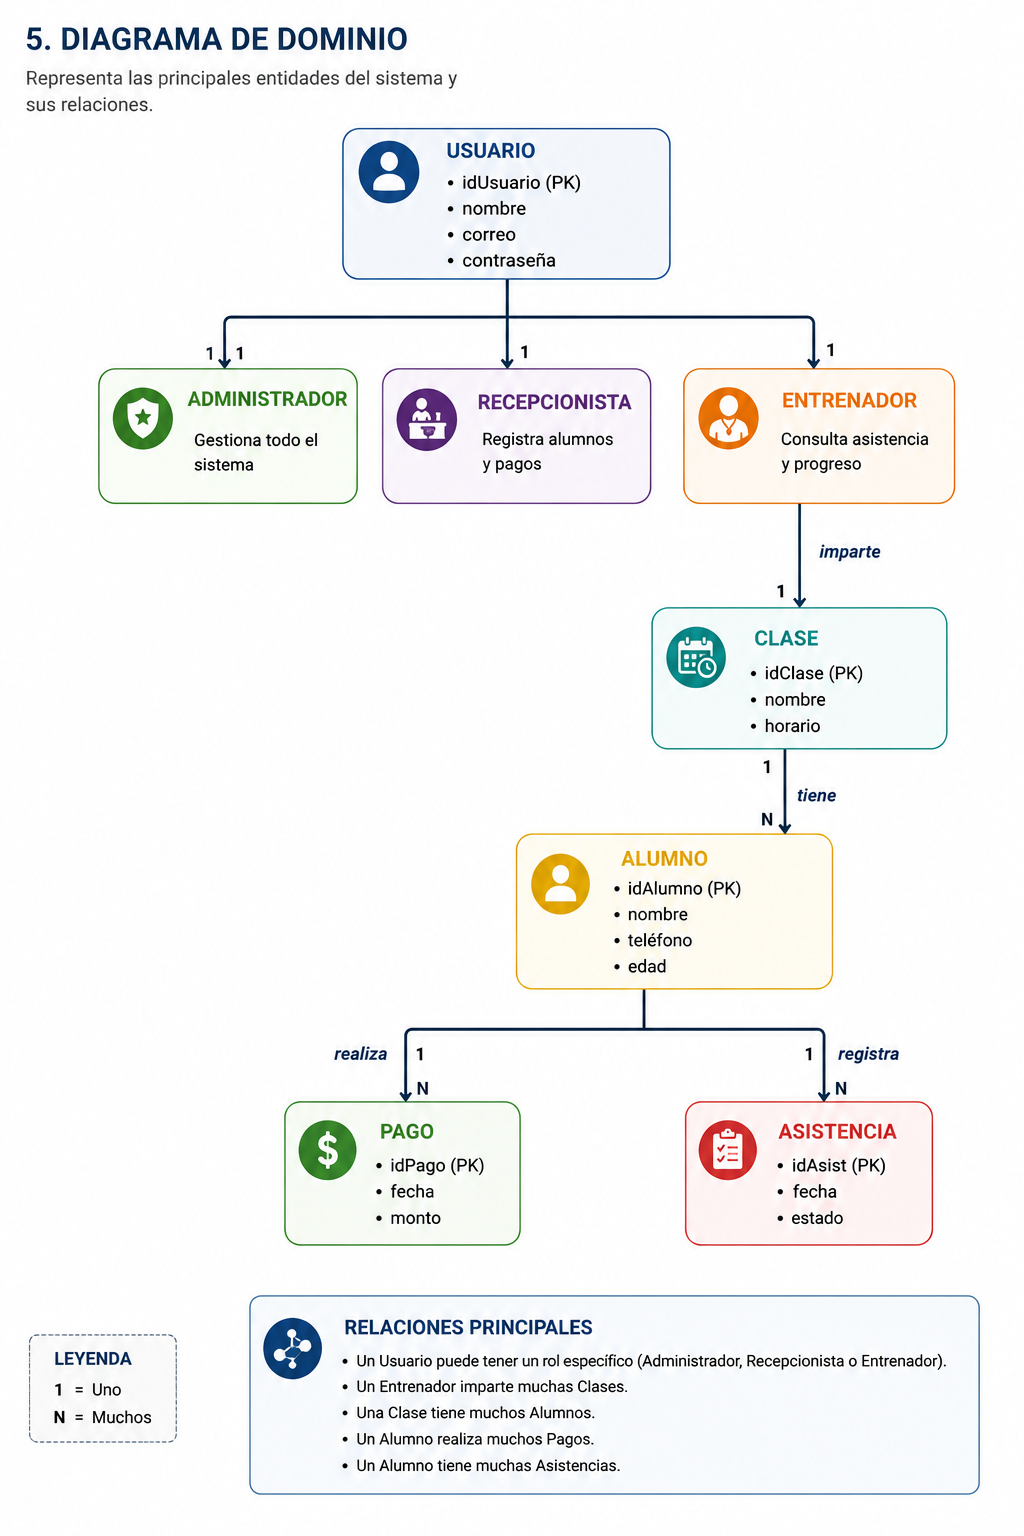 5. DIAGRAMA DE DOMINIO
Representa las principales entidades del sistema y
sus relaciones.
USUARIO
• idUsuario (PK)
• nombre
• correo
• contraseña
1 1
1
1
ADMINISTRADOR
Gestiona todo el
sistema
RECEPCIONISTA
Registra alumnos
y pagos
ENTRENADOR
Consulta asistencia
y progreso
imparte
1
CLASE
• idClase (PK)
• nombre
• horario
1
tiene
N
ALUMNO
• idAlumno (PK)
• nombre
• teléfono
• edad
realiza 1
1 registra
N
N
PAGO
• idPago (PK)
• fecha
• monto
ASISTENCIA
• idAsist (PK)
• fecha
• estado
LEYENDA
1 = Uno
N = Muchos
RELACIONES PRINCIPALES
• Un Usuario puede tener un rol específico (Administrador, Recepcionista o Entrenador).
• Un Entrenador imparte muchas Clases.
• Una Clase tiene muchos Alumnos.
• Un Alumno realiza muchos Pagos.
• Un Alumno tiene muchas Asistencias.